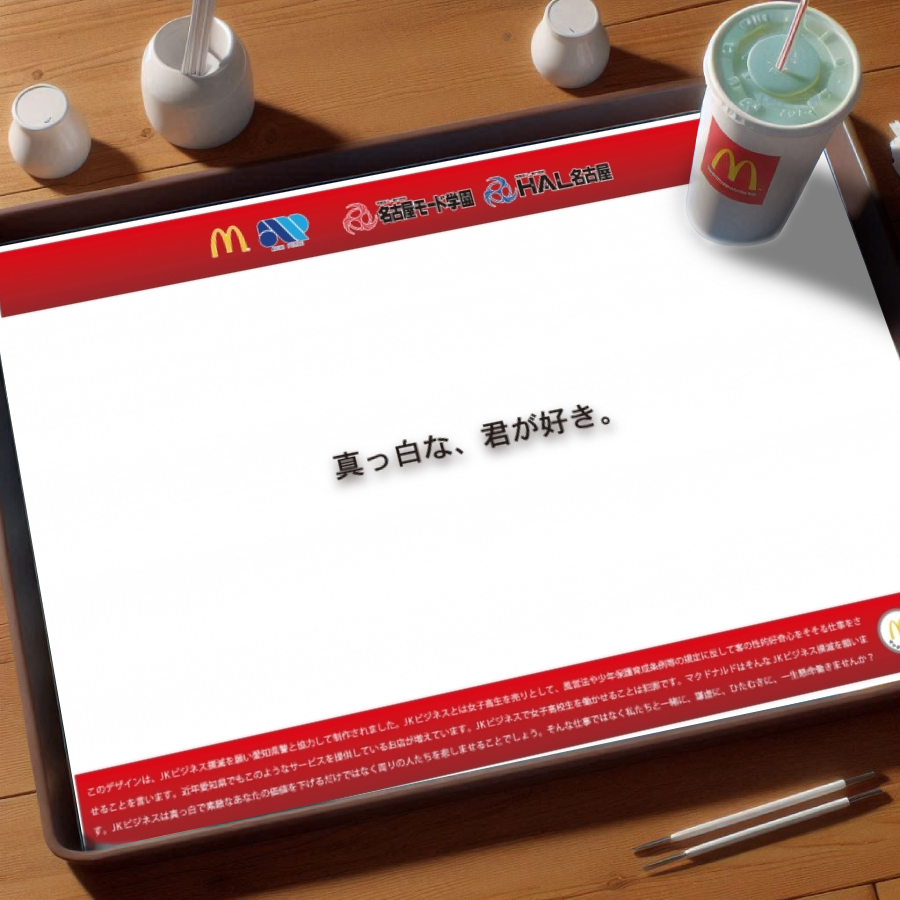 名古屋モード学園 HAL名古屋
真っ白な、君が好き。
このデザインは、JKビジネス撲滅を願い愛知県警と協力して制作されました。JKビジネスとは女子高生を売りとして、風営法や少年保護育成条例等の規定に反して客の性的好奇心をそそる仕事をさ
せることを言います。近年愛知県でもこのようなサービスを提供しているお店が増えています。JKビジネスで女子高校生を働かせることは犯罪です。マクドナルドはそんなJKビジネス撲滅を願いま
す。JKビジネスは真っ白で素敵なあなたの価値を下げるだけではなく周りの人たちを悲しませることでしょう。そんな仕事ではなく私たちと一緒に、謙虚に、ひたむきに、一生懸命働きませんか？